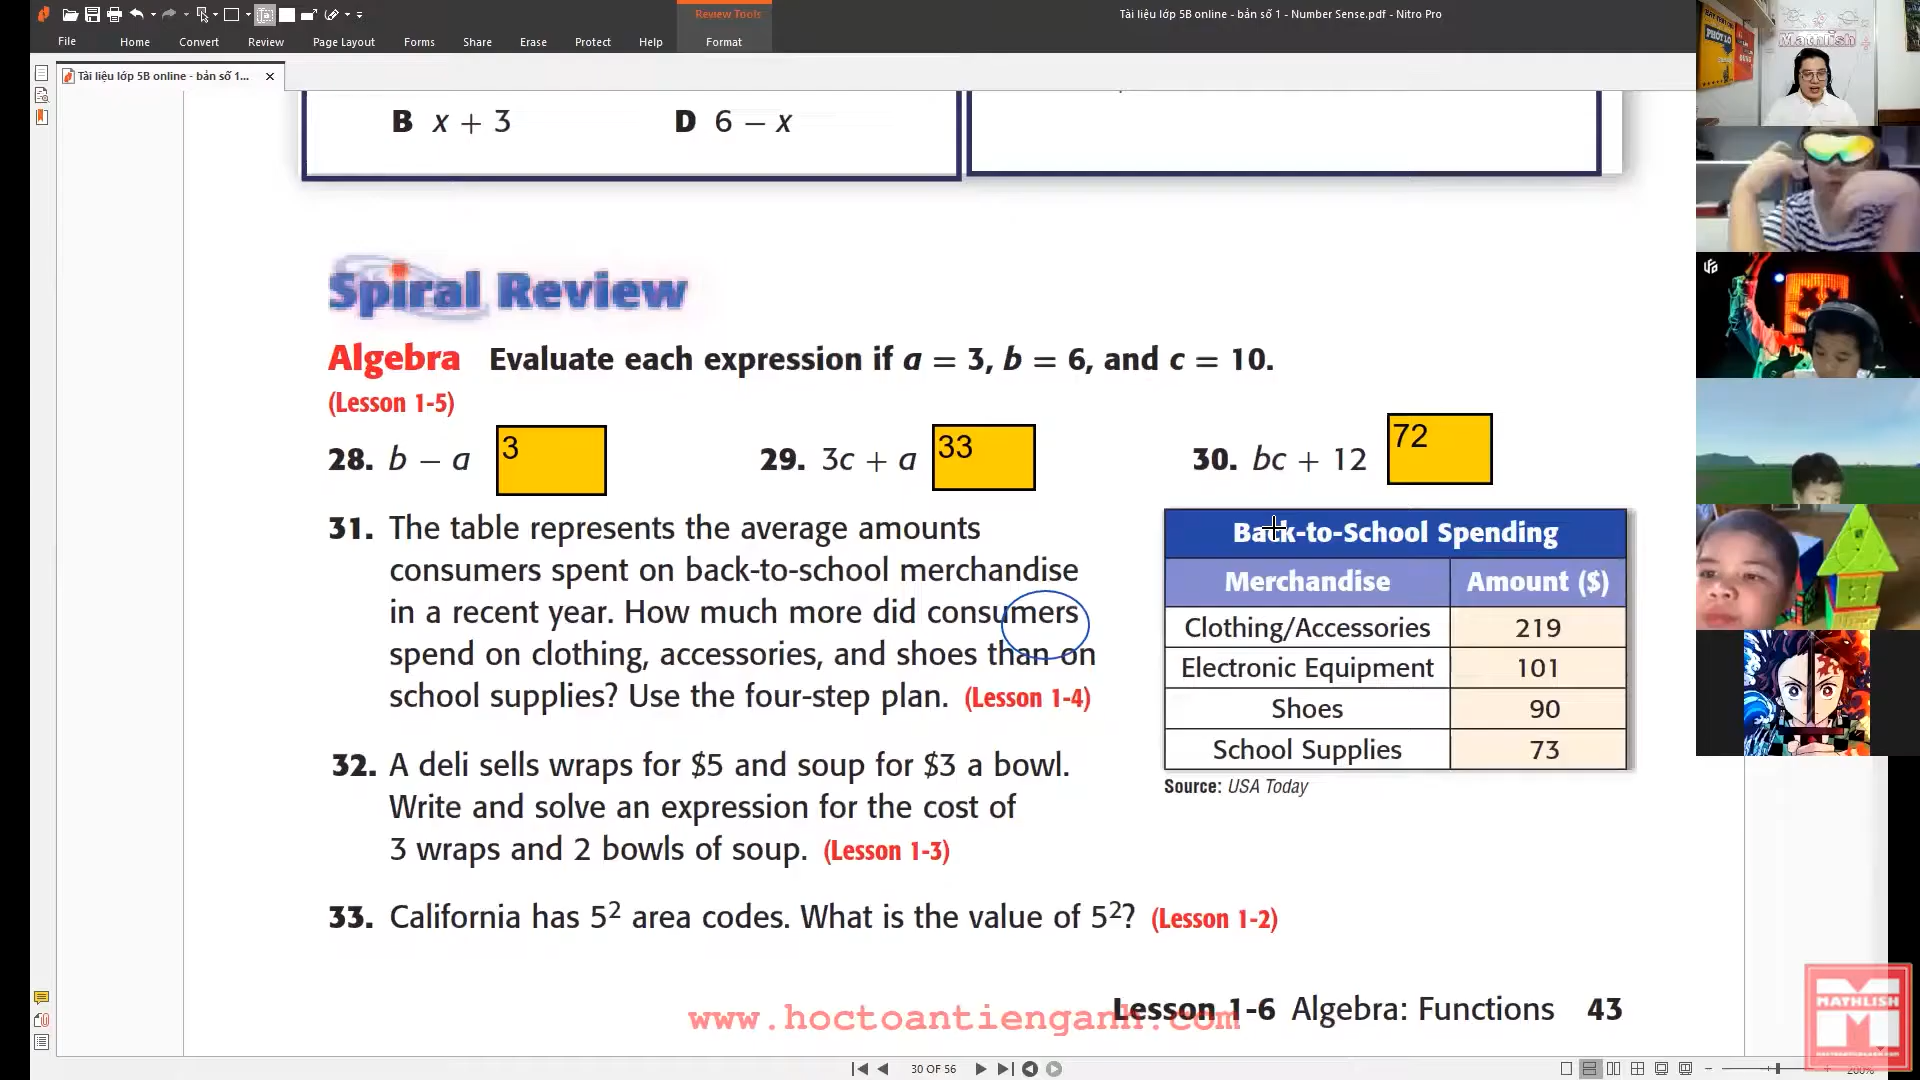 Review Tools
Tài liệu lớp 5B online - bản số 1 - Number Sense.pdf - Nitro Pro
File Home Convert Review Page Layout Forms Share Erase Protect Help Format
Tài liệu lớp 5B online - bản số 1...
B x + 3
D 6 − x
Spiral Review
Algebra Evaluate each expression if a = 3, b = 6, and c = 10.
(Lesson 1-5)
28. b − a 3
29. 3c + a 33
30. bc + 12 72
31. The table represents the average amounts
consumers spent on back-to-school merchandise
in a recent year. How much more did consumers
spend on clothing, accessories, and shoes than on
school supplies? Use the four-step plan. (Lesson 1-4)
Back-to-School Spending
Merchandise Amount ($)
Clothing/Accessories 219
Electronic Equipment 101
Shoes 90
School Supplies 73
Source: USA Today
32. A deli sells wraps for $5 and soup for $3 a bowl.
Write and solve an expression for the cost of
3 wraps and 2 bowls of soup. (Lesson 1-3)
33. California has 5² area codes. What is the value of 5²? (Lesson 1-2)
www.hoctoantienganh.com
Lesson 1-6 Algebra: Functions 43
MATHLISH
30 OF 56
200%
Mathlish
PHỚT LỜ